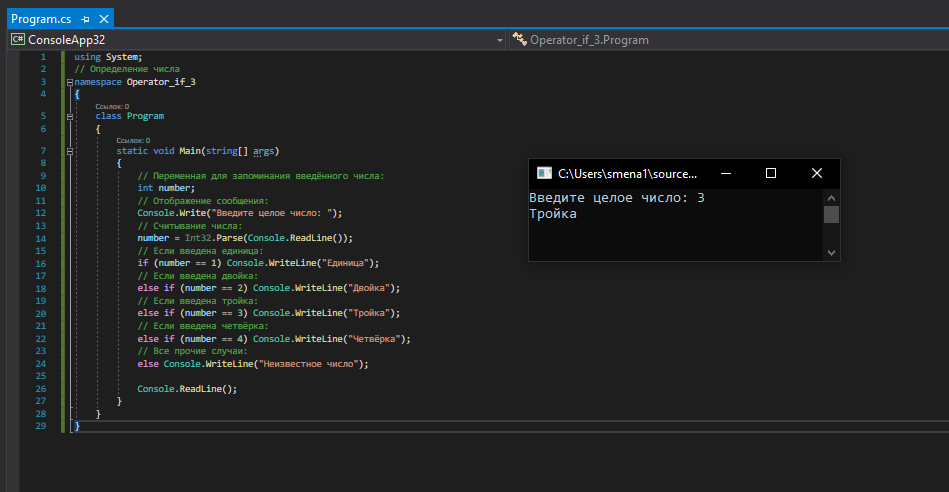 Program.cs
C# ConsoleApp32
Operator_if_3.Program
1 using System;
2 // Определение числа
3 namespace Operator_if_3
4 {
Ссылок: 0
5 class Program
6 {
Ссылок: 0
7 static void Main(string[] args)
8 {
9 // Переменная для запоминания введённого числа:
10 int number;
11 // Отображение сообщения:
12 Console.Write("Введите целое число: ");
13 // Считывание числа:
14 number = Int32.Parse(Console.ReadLine());
15 // Если введена единица:
16 if (number == 1) Console.WriteLine("Единица");
17 // Если введена двойка:
18 else if (number == 2) Console.WriteLine("Двойка");
19 // Если введена тройка:
20 else if (number == 3) Console.WriteLine("Тройка");
21 // Если введена четвёрка:
22 else if (number == 4) Console.WriteLine("Четвёрка");
23 // Все прочие случаи:
24 else Console.WriteLine("Неизвестное число");
25
26 Console.ReadLine();
27 }
28 }
29 }
C:\Users\smena1\source...
Введите целое число: 3
Тройка